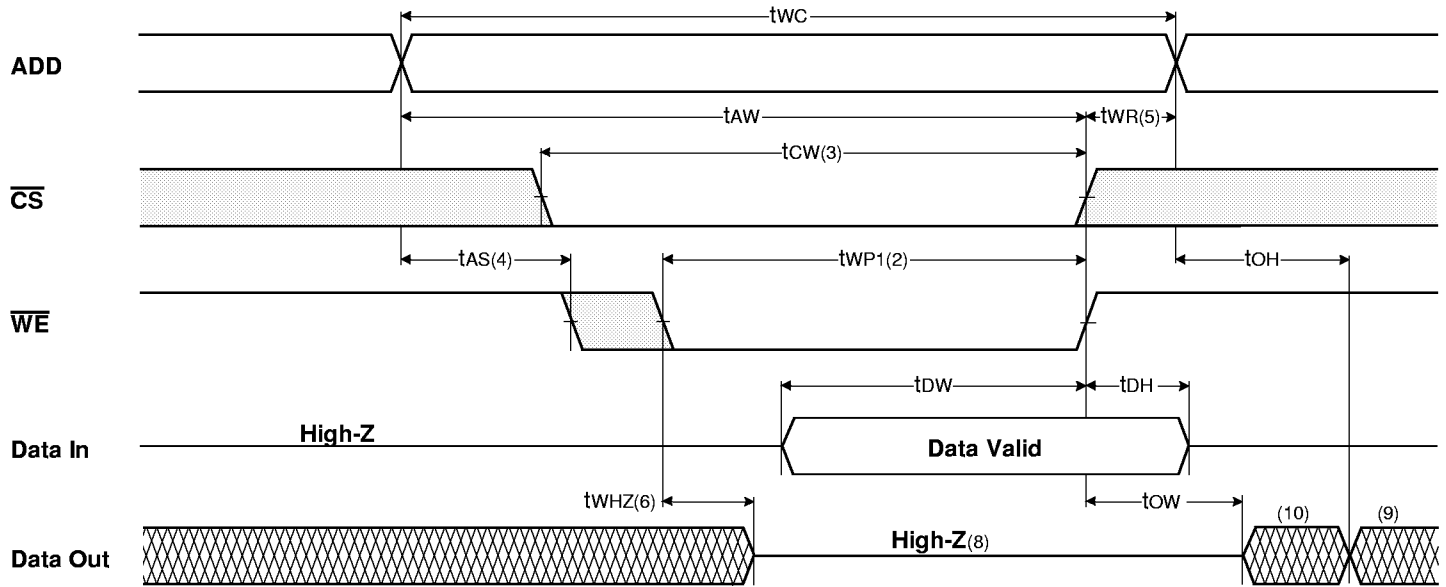 tWC
ADD
tAW
tWR(5)
tCW(3)
CS
tAS(4)
tWP1(2)
tOH
WE
tDW
tDH
High-Z
Data In
Data Valid
tWHZ(6)
tOW
(10)
(9)
High-Z(8)
Data Out